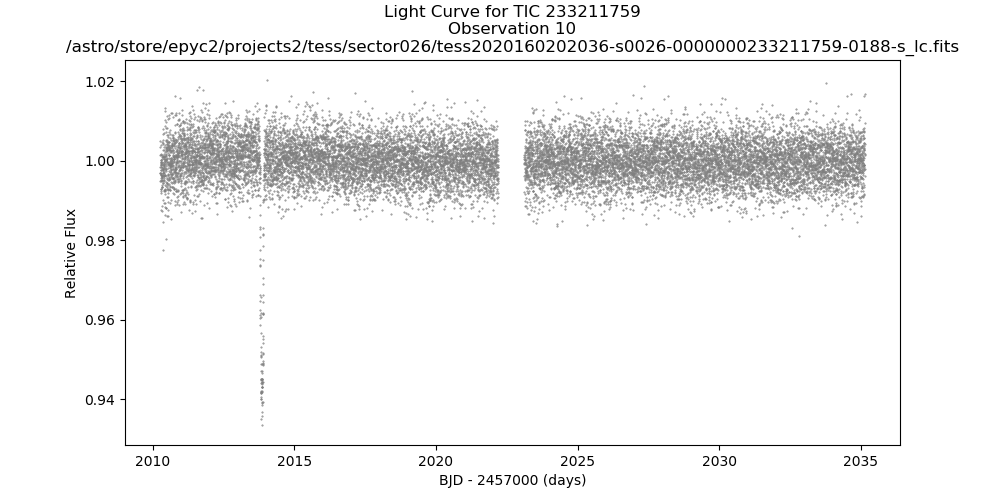 Light Curve for TIC 233211759
Observation 10
/astro/store/epyc2/projects2/tess/sector026/tess2020160202036-s0026-0000000233211759-0188-s_lc.fits
1.02
1.00
0.98
0.96
0.94
Relative Flux
2010 2015 2020 2025 2030 2035
BJD - 2457000 (days)